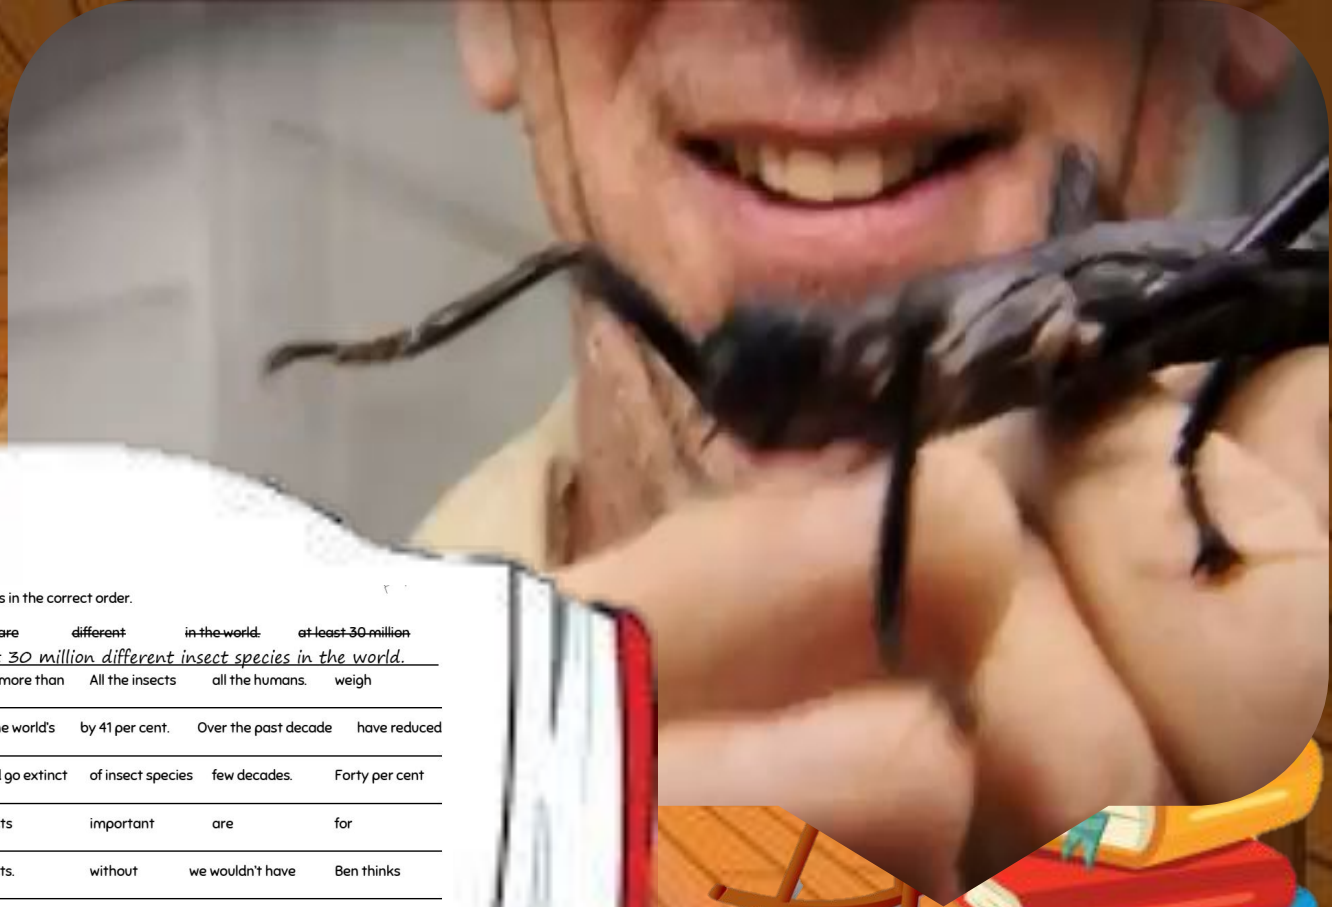 s in the correct order.
are different in the world. at least 30 million
30 million different insect species in the world.
more than All the insects all the humans. weigh
e world's by 41 per cent. Over the past decade have reduced
go extinct of insect species few decades. Forty per cent
ts important are for
ts. without we wouldn't have Ben thinks